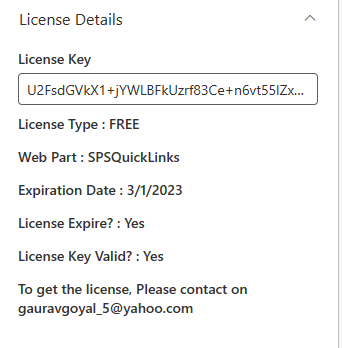 License Details
License Key
U2FsdGVkX1+jYWLBFkUzrf83Ce+n6vt55lZx...
License Type : FREE
Web Part : SPSQuickLinks
Expiration Date : 3/1/2023
License Expire? : Yes
License Key Valid? : Yes
To get the license, Please contact on
gauravgoyal_5@yahoo.com